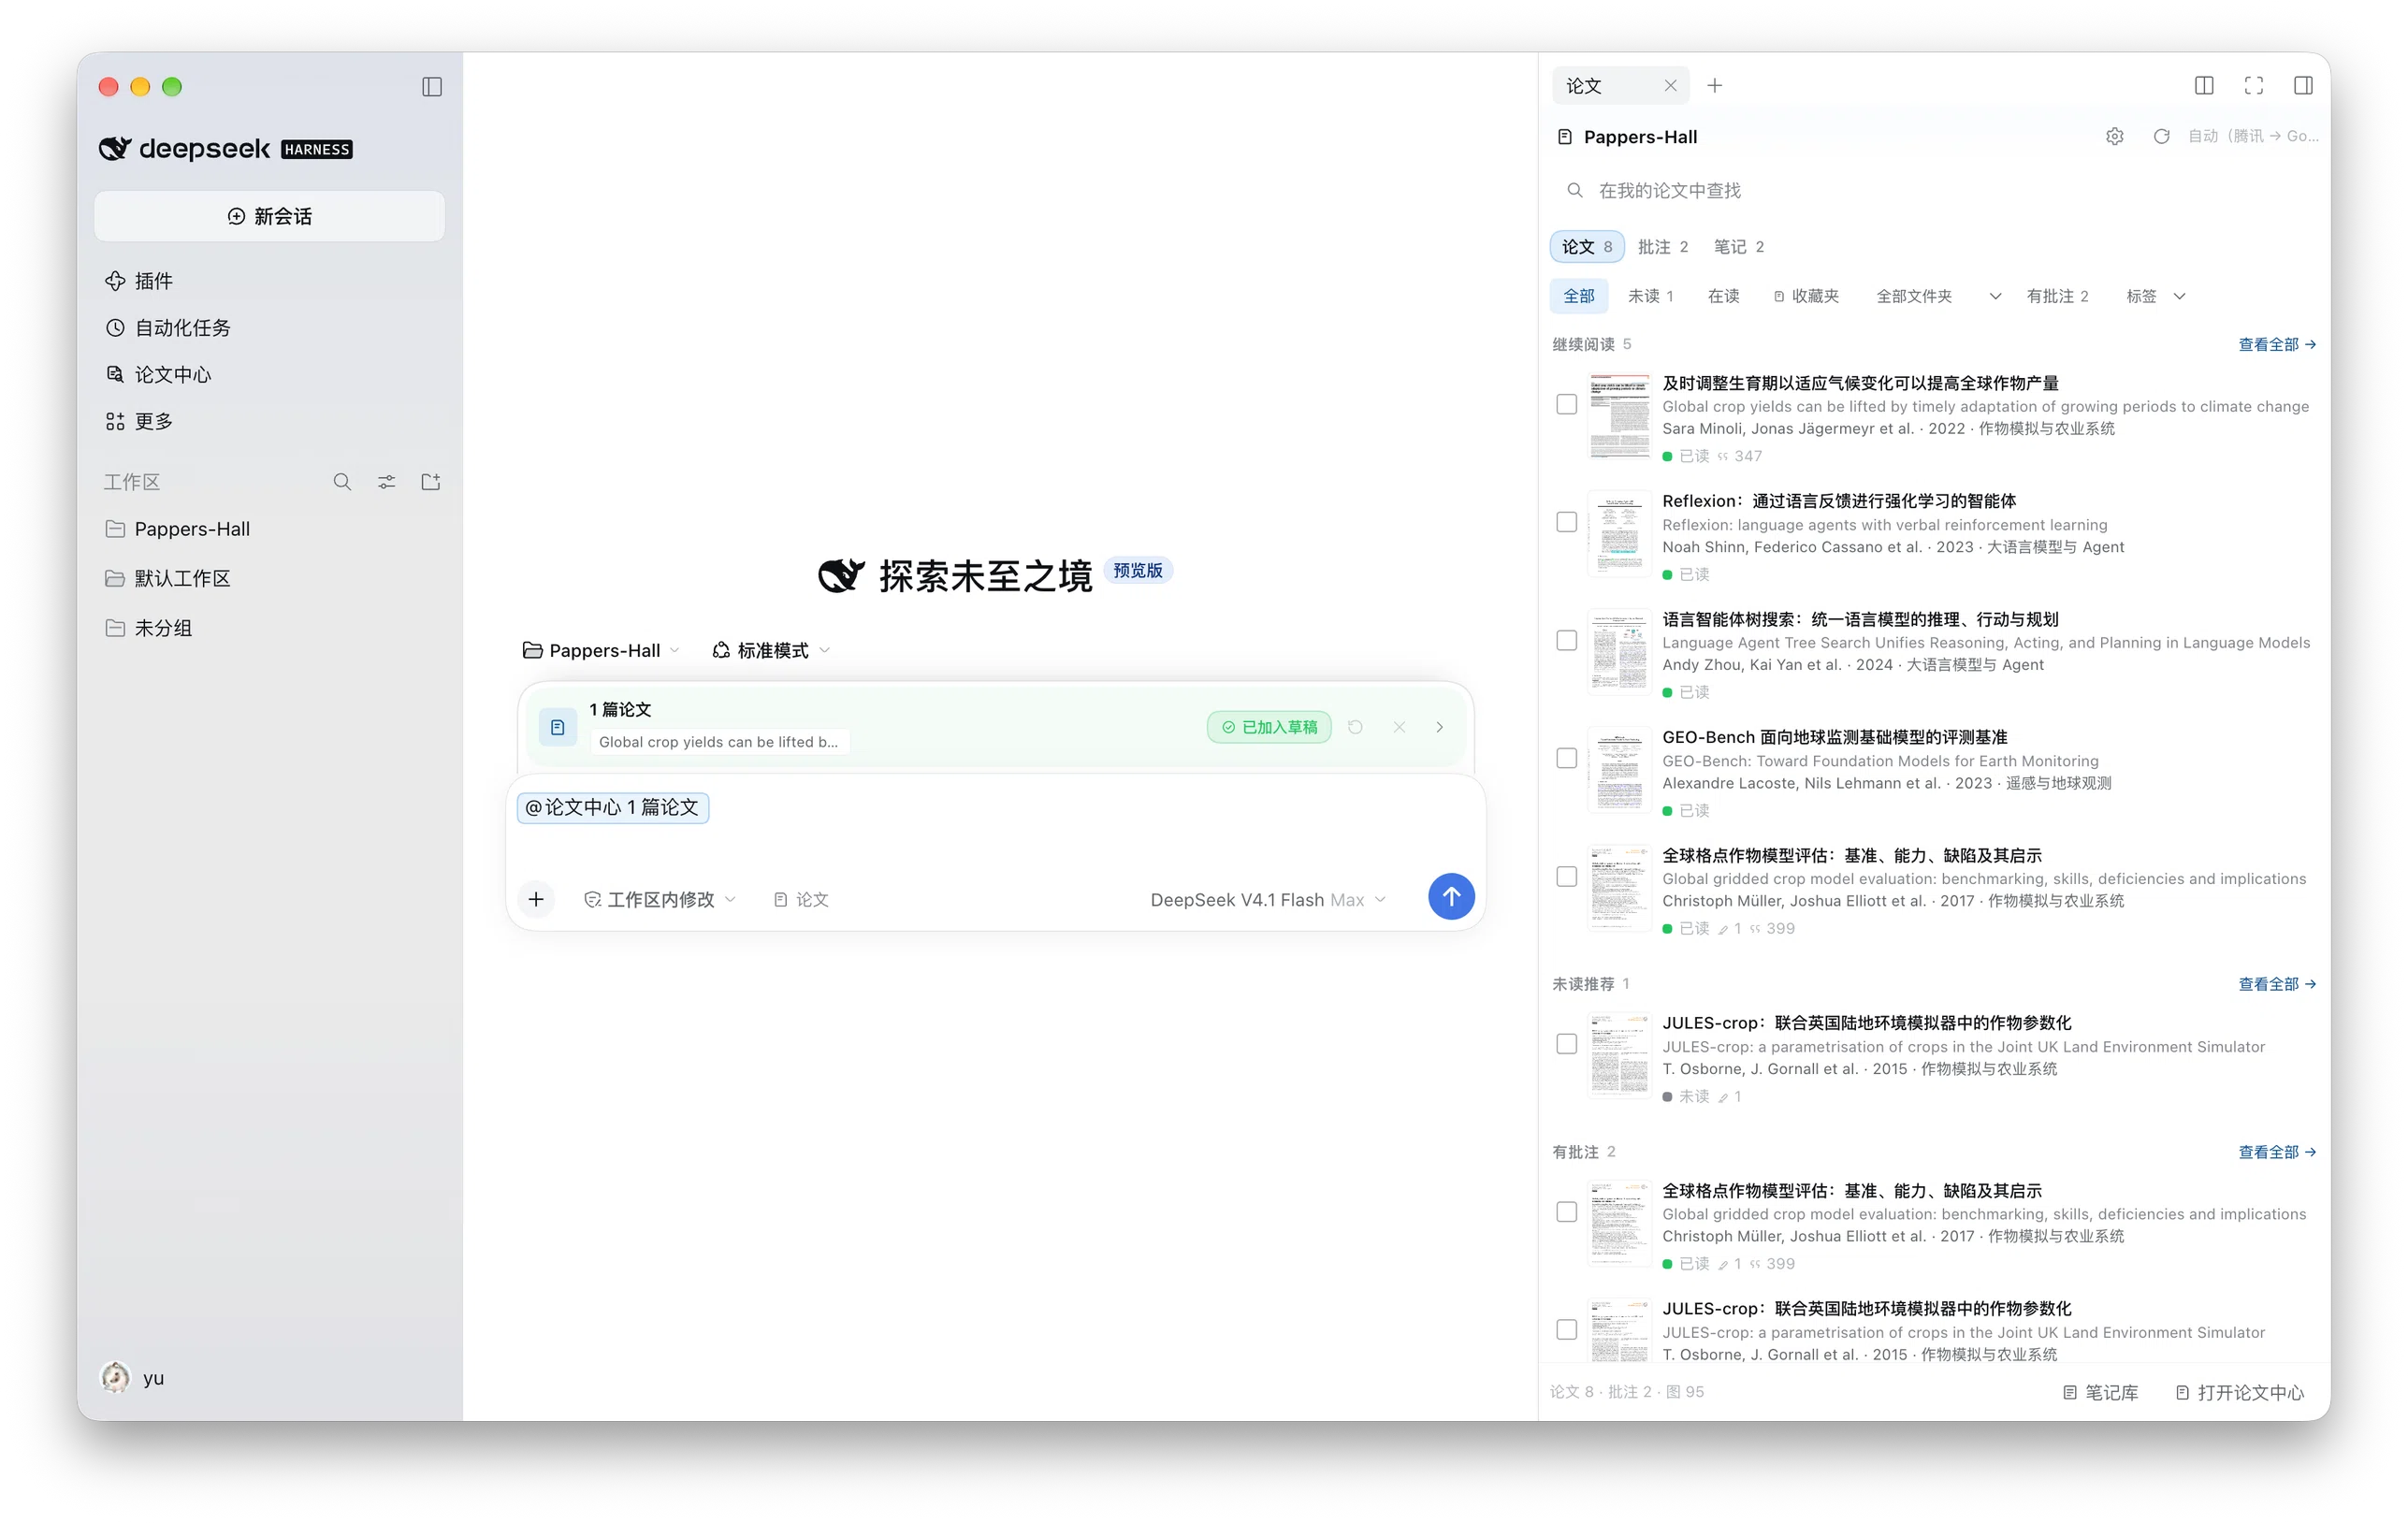 deepseek HARNESS
新会话
插件
自动化任务
论文中心
更多
工作区
Pappers-Hall
默认工作区
未分组
yu
探索未至之境 预览版
Pappers-Hall 标准模式
1 篇论文
Global crop yields can be lifted b...
已加入草稿
@论文中心 1 篇论文
工作区内修改 论文 DeepSeek V4.1 Flash Max
论文
Pappers-Hall 自动（腾讯 → Go...
在我的论文中查找
论文 8 批注 2 笔记 2
全部 未读 1 在读 收藏夹 全部文件夹 有批注 2 标签
继续阅读 5 查看全部 →
及时调整生育期以适应气候变化可以提高全球作物产量
Global crop yields can be lifted by timely adaptation of growing periods to climate change
Sara Minoli, Jonas Jägermeyr et al. · 2022 · 作物模拟与农业系统
已读 347
Reflexion：通过语言反馈进行强化学习的智能体
Reflexion: language agents with verbal reinforcement learning
Noah Shinn, Federico Cassano et al. · 2023 · 大语言模型与 Agent
已读
语言智能体树搜索：统一语言模型的推理、行动与规划
Language Agent Tree Search Unifies Reasoning, Acting, and Planning in Language Models
Andy Zhou, Kai Yan et al. · 2024 · 大语言模型与 Agent
已读
GEO-Bench 面向地球监测基础模型的评测基准
GEO-Bench: Toward Foundation Models for Earth Monitoring
Alexandre Lacoste, Nils Lehmann et al. · 2023 · 遥感与地球观测
已读
全球格点作物模型评估：基准、能力、缺陷及其启示
Global gridded crop model evaluation: benchmarking, skills, deficiencies and implications
Christoph Müller, Joshua Elliott et al. · 2017 · 作物模拟与农业系统
已读 1 399
未读推荐 1 查看全部 →
JULES-crop：联合英国陆地环境模拟器中的作物参数化
JULES-crop: a parametrisation of crops in the Joint UK Land Environment Simulator
T. Osborne, J. Gornall et al. · 2015 · 作物模拟与农业系统
未读 1
有批注 2 查看全部 →
全球格点作物模型评估：基准、能力、缺陷及其启示
Global gridded crop model evaluation: benchmarking, skills, deficiencies and implications
Christoph Müller, Joshua Elliott et al. · 2017 · 作物模拟与农业系统
已读 1 399
JULES-crop：联合英国陆地环境模拟器中的作物参数化
JULES-crop: a parametrisation of crops in the Joint UK Land Environment Simulator
T. Osborne, J. Gornall et al. · 2015 · 作物模拟与农业系统
论文 8 · 批注 2 · 图 95 笔记库 打开论文中心